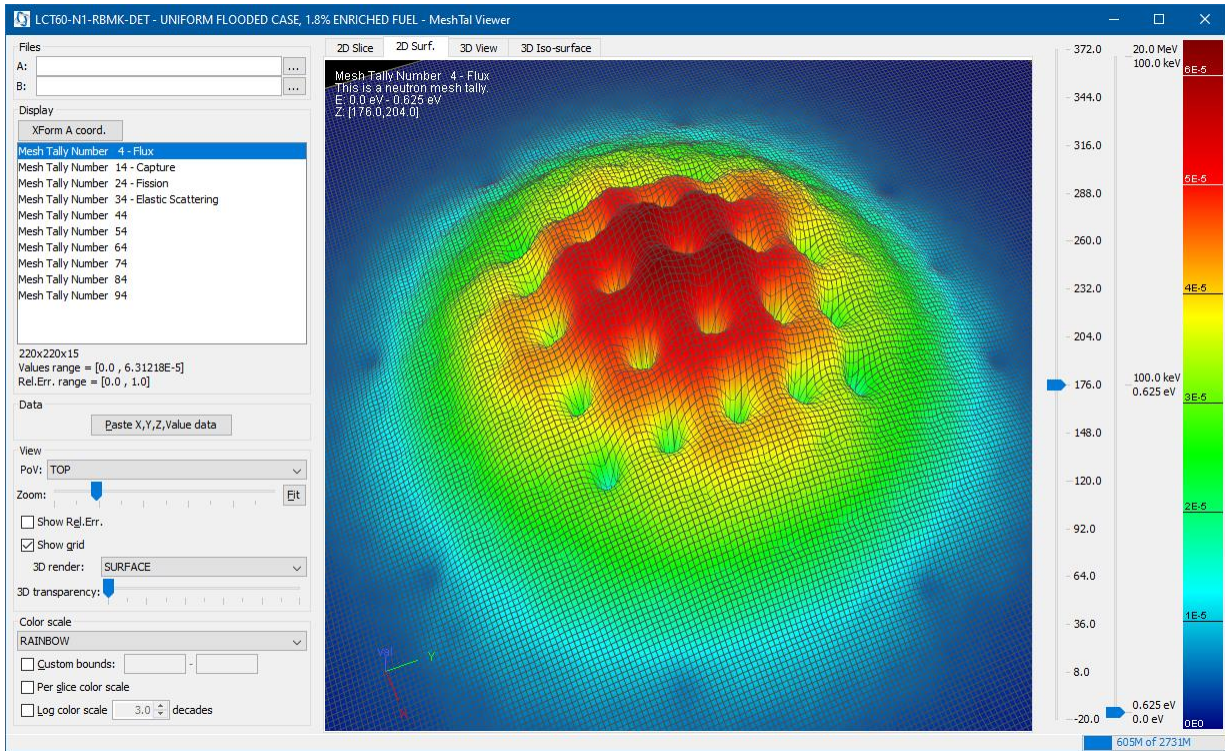 LCT60-N1-RBMK-DET - UNIFORM FLOODED CASE, 1.8% ENRICHED FUEL - MeshTal Viewer
Files
A:
...
B:
...
Display
XForm A coord.
Mesh Tally Number 4 - Flux
Mesh Tally Number 14 - Capture
Mesh Tally Number 24 - Fission
Mesh Tally Number 34 - Elastic Scattering
Mesh Tally Number 44
Mesh Tally Number 54
Mesh Tally Number 64
Mesh Tally Number 74
Mesh Tally Number 84
Mesh Tally Number 94
220x220x15
Values range = [0.0 , 6.31218E-5]
Rel.Err. range = [0.0 , 1.0]
Data
Paste X,Y,Z,Value data
View
PoV: TOP
Zoom:
Fit
Show Rel.Err.
Show grid
3D render: SURFACE
3D transparency:
Color scale
RAINBOW
Custom bounds: -
Per slice color scale
Log color scale 3.0 decades
2D Slice 2D Surf. 3D View 3D Iso-surface
Mesh Tally Number 4 - Flux
This is a neutron mesh tally.
E: 0.0 eV - 0.625 eV
Z: [176.0,204.0]
Val
Y
X
372.0
344.0
316.0
288.0
260.0
232.0
204.0
176.0
148.0
120.0
92.0
64.0
36.0
8.0
-20.0
20.0 MeV
100.0 keV
100.0 keV
0.625 eV
0.625 eV
0.0 eV
6E-5
5E-5
4E-5
3E-5
2E-5
1E-5
0E0
605M of 2731M